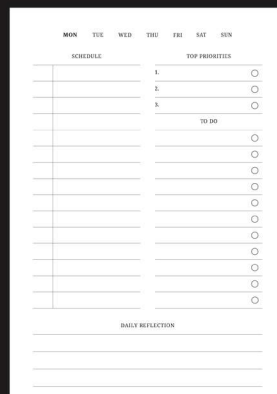 MON TUE WED THU FRI SAT SUN
SCHEDULE
TOP PRIORITIES
1.
2.
3.
TO DO
DAILY REFLECTION